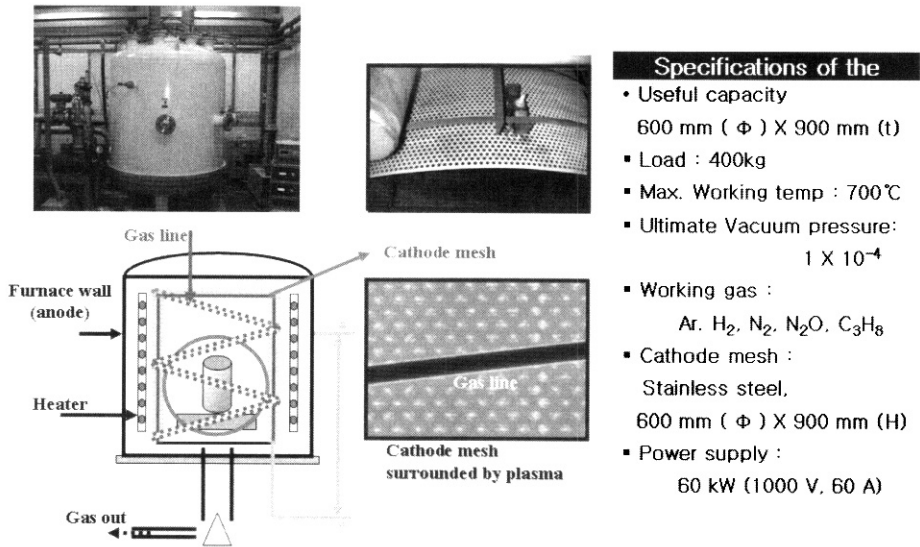 Gas line
Cathode mesh
Furnace wall
(anode)
Heater
Gas out
Gas line
Cathode mesh
surrounded by plasma
Specifications of the
▪ Useful capacity
600 mm ( Φ ) X 900 mm (t)
▪ Load : 400kg
▪ Max. Working temp : 700℃
▪ Ultimate Vacuum pressure:
1 X 10⁻⁴
▪ Working gas :
Ar. H₂, N₂, N₂O, C₃H₈
▪ Cathode mesh :
Stainless steel,
600 mm ( Φ ) X 900 mm (H)
▪ Power supply :
60 kW (1000 V, 60 A)